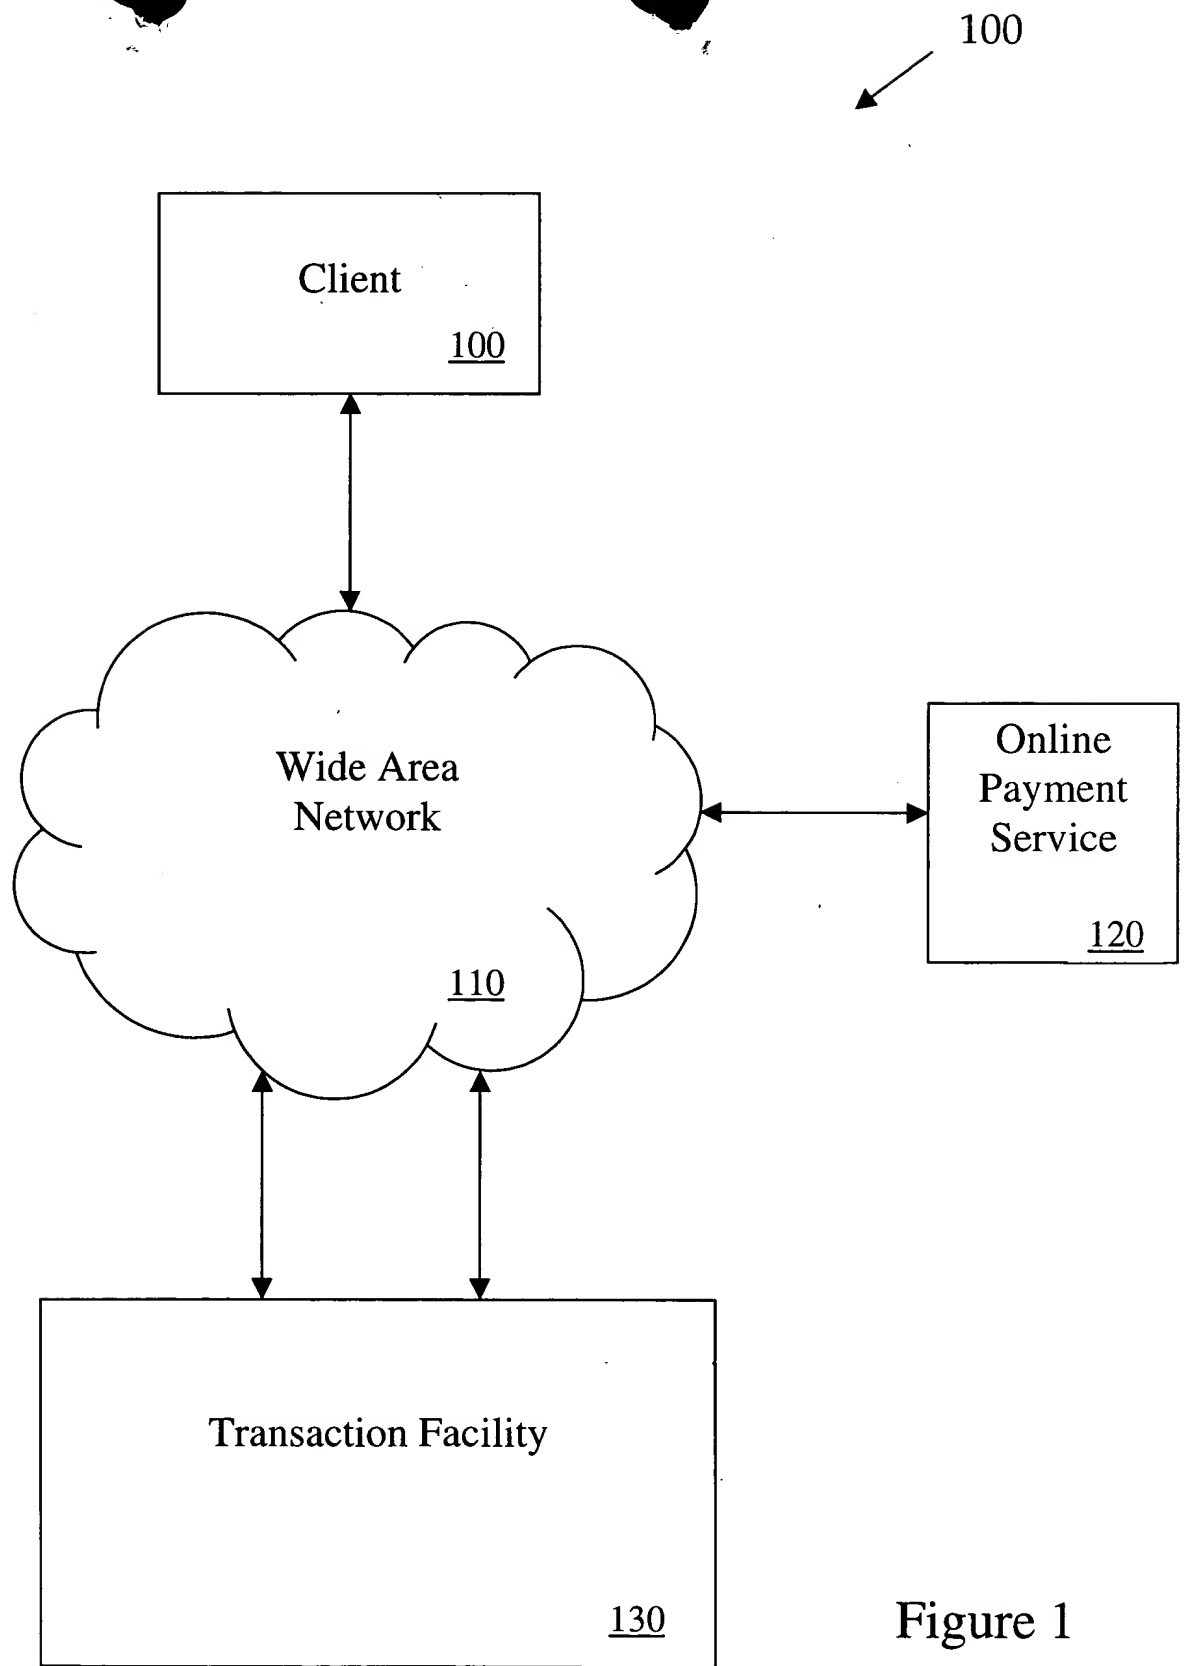 100
Client
100
Wide Area
Network
110
Online
Payment
Service
120
Transaction Facility
130
Figure 1